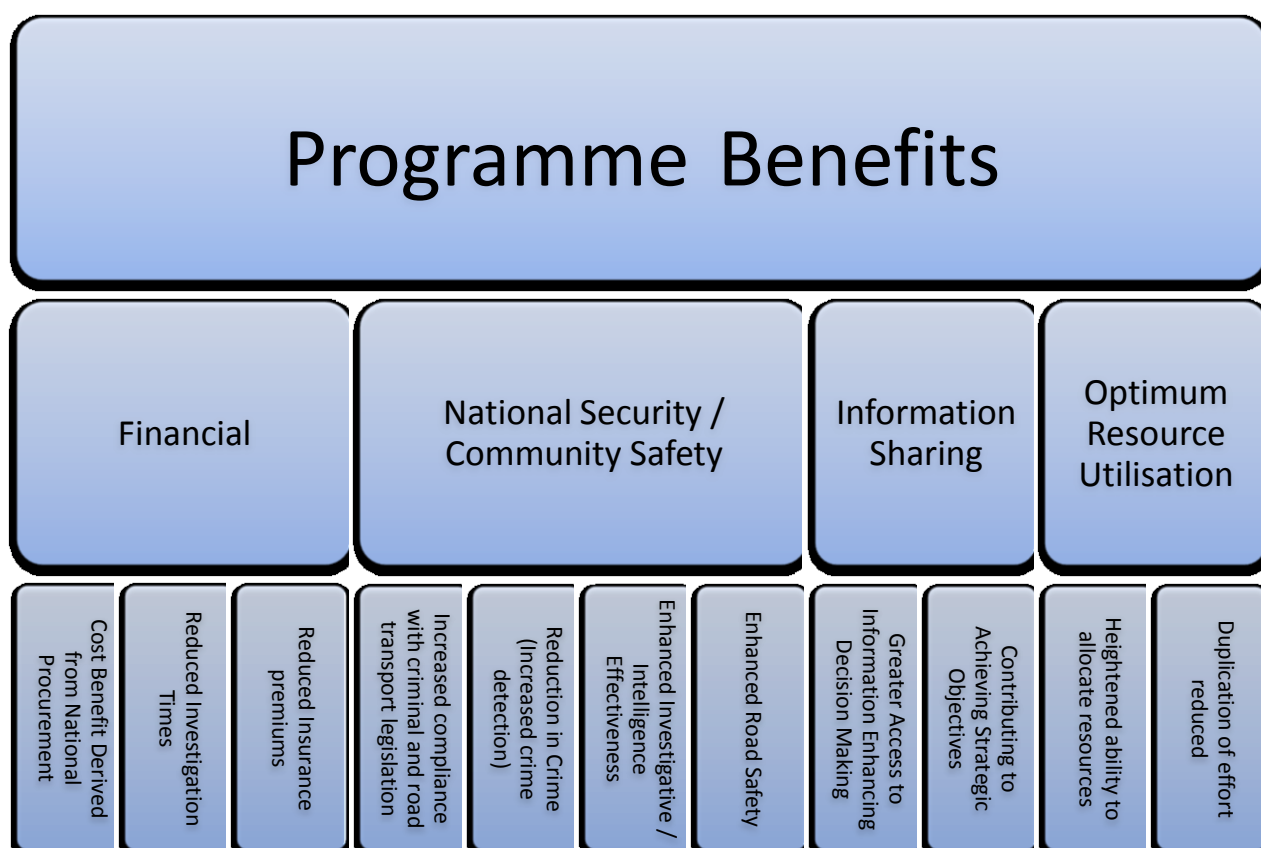 Programme Benefits
Financial
National Security /
Community Safety
Information
Sharing
Optimum
Resource
Utilisation
Cost Benefit Derived
from National
Procurement
Reduced Investigation
Times
Reduced Insurance
premiums
Increased compliance
with criminal and road
transport legislation
Reduction in Crime
(Increased crime
detection)
Enhanced Investigative /
Intelligence
Effectiveness
Enhanced Road Safety
Greater Access to
Information Enhancing
Decision Making
Contributing to
Achieving Strategic
Objectives
Heightened ability to
allocate resources
Duplication of effort
reduced